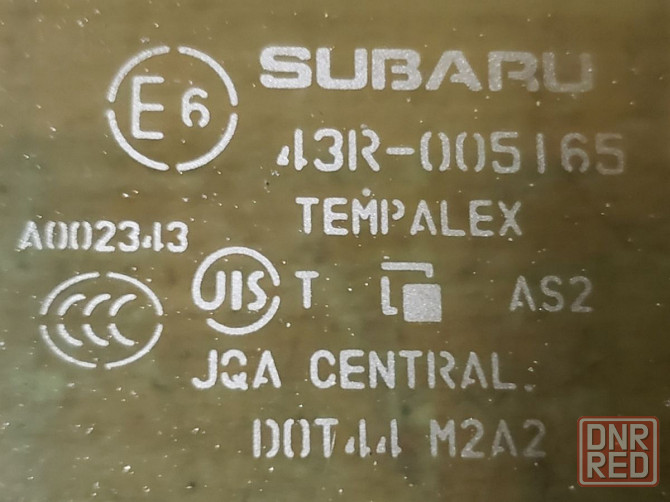 SUBARU
E6
43R-005165
TEMPALEX
A002343
CCC
JIS T AS2
JQA CENTRAL.
DOT44 M2A2
DNR
RED